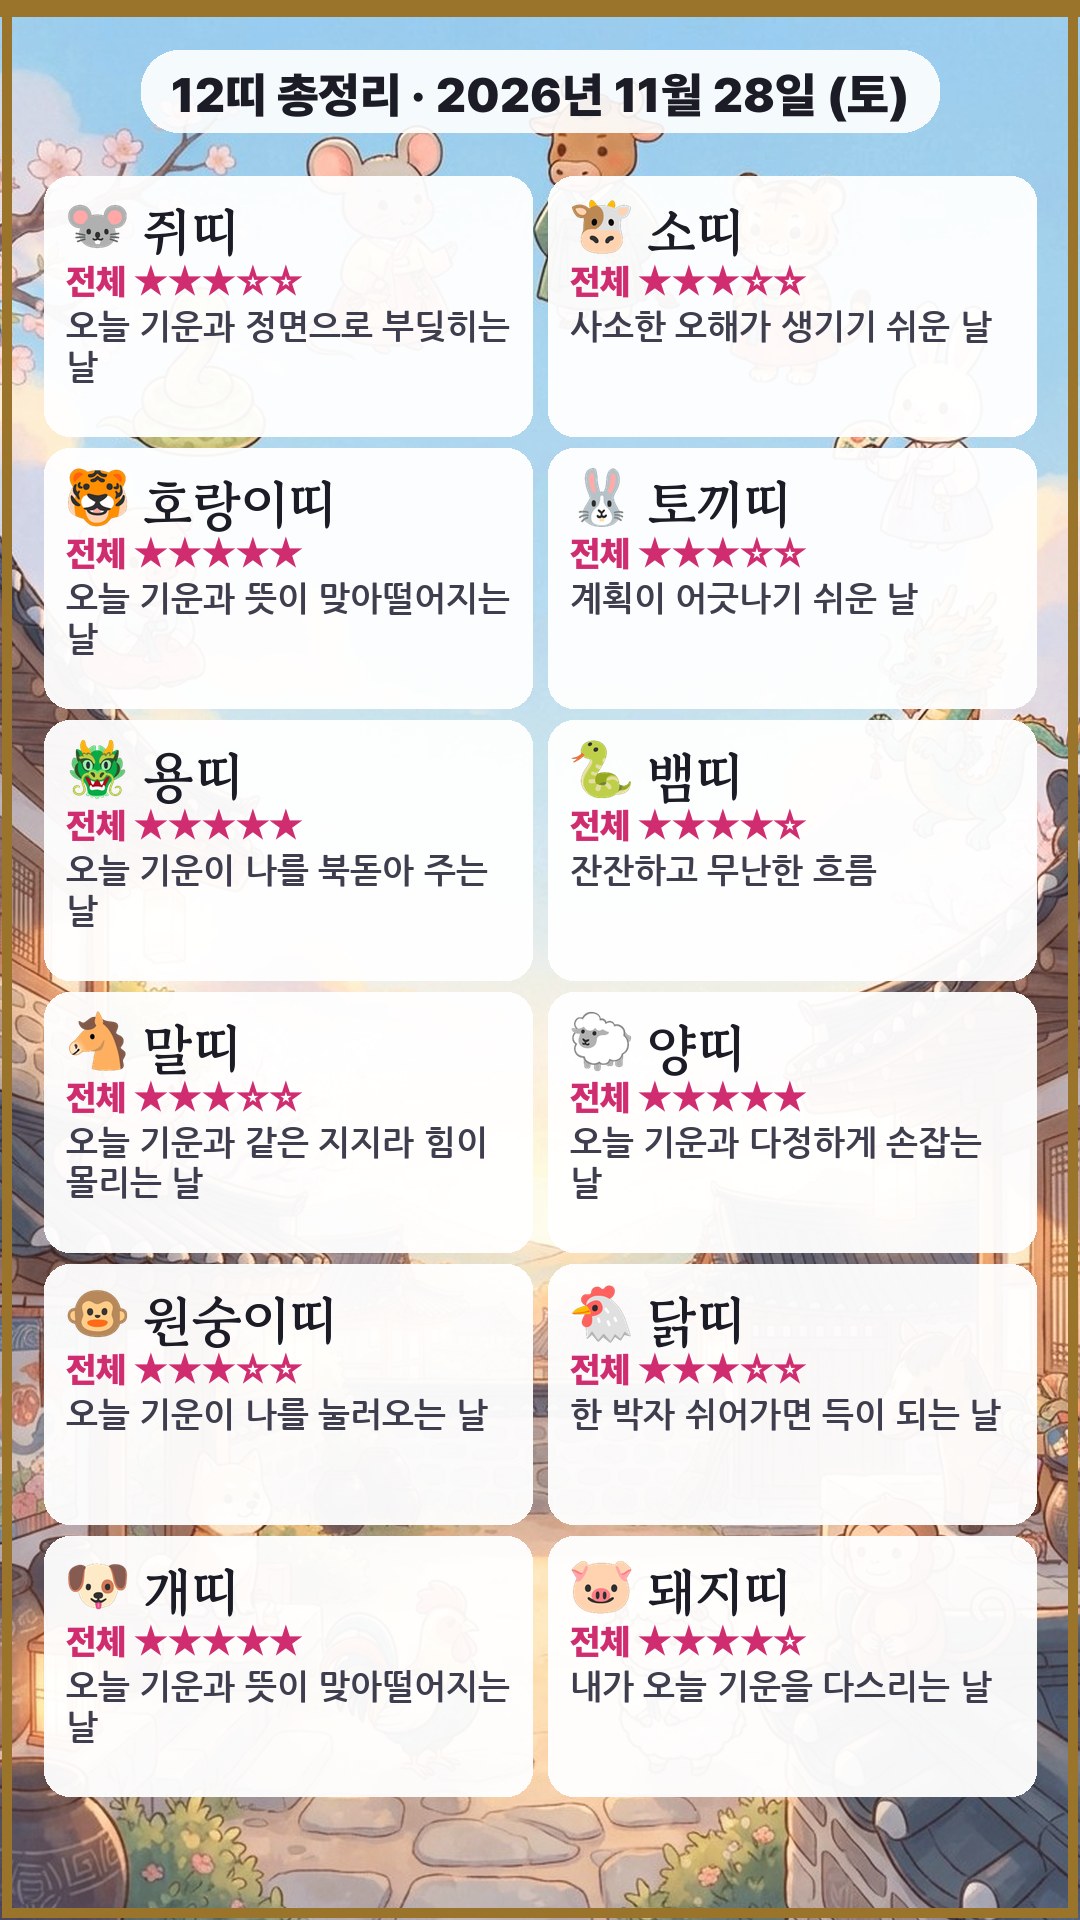 12띠 총정리 · 2026년 11월 28일 (토)
쥐띠
전체 ★★★☆☆
오늘 기운과 정면으로 부딪히는
날
소띠
전체 ★★★☆☆
사소한 오해가 생기기 쉬운 날
호랑이띠
전체 ★★★★★
오늘 기운과 뜻이 맞아떨어지는
날
토끼띠
전체 ★★★☆☆
계획이 어긋나기 쉬운 날
용띠
전체 ★★★★★
오늘 기운이 나를 북돋아 주는
날
뱀띠
전체 ★★★★☆
잔잔하고 무난한 흐름
말띠
전체 ★★★☆☆
오늘 기운과 같은 지지라 힘이
몰리는 날
양띠
전체 ★★★★★
오늘 기운과 다정하게 손잡는
날
원숭이띠
전체 ★★★☆☆
오늘 기운이 나를 눌러오는 날
닭띠
전체 ★★★☆☆
한 박자 쉬어가면 득이 되는 날
개띠
전체 ★★★★★
오늘 기운과 뜻이 맞아떨어지는
날
돼지띠
전체 ★★★★☆
내가 오늘 기운을 다스리는 날